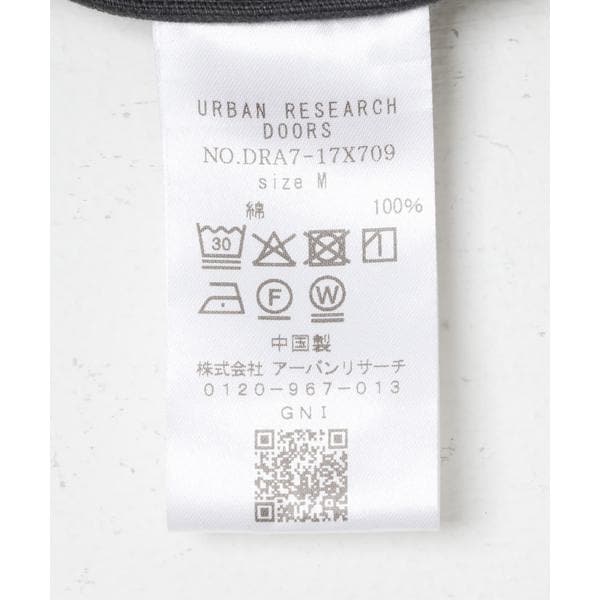 URBAN RESEARCH
DOORS
NO.DRA7-17X709
size M
綿 100%
30
F W
中国製
株式会社 アーバンリサーチ
0120-967-013
GNI